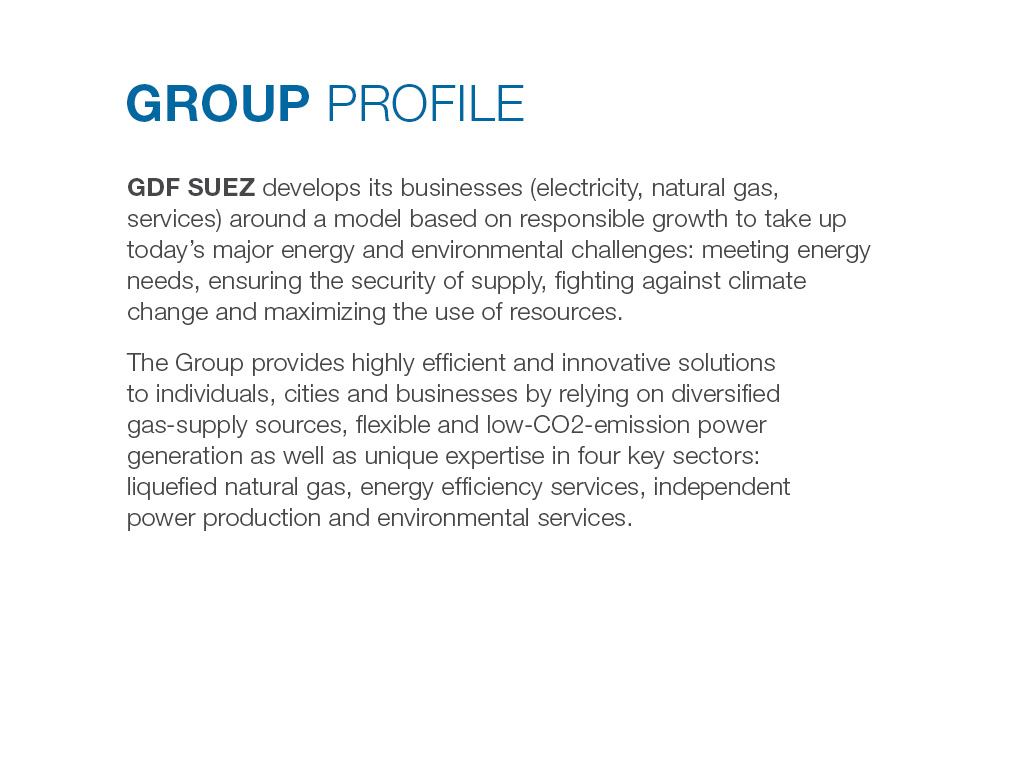 GROUP PROFILE
GDF SUEZ develops its businesses (electricity, natural gas,
services) around a model based on responsible growth to take up
today’s major energy and environmental challenges: meeting energy
needs, ensuring the security of supply, fighting against climate
change and maximizing the use of resources.
The Group provides highly efficient and innovative solutions
to individuals, cities and businesses by relying on diversified
gas-supply sources, flexible and low-CO2-emission power
generation as well as unique expertise in four key sectors:
liquefied natural gas, energy efficiency services, independent
power production and environmental services.